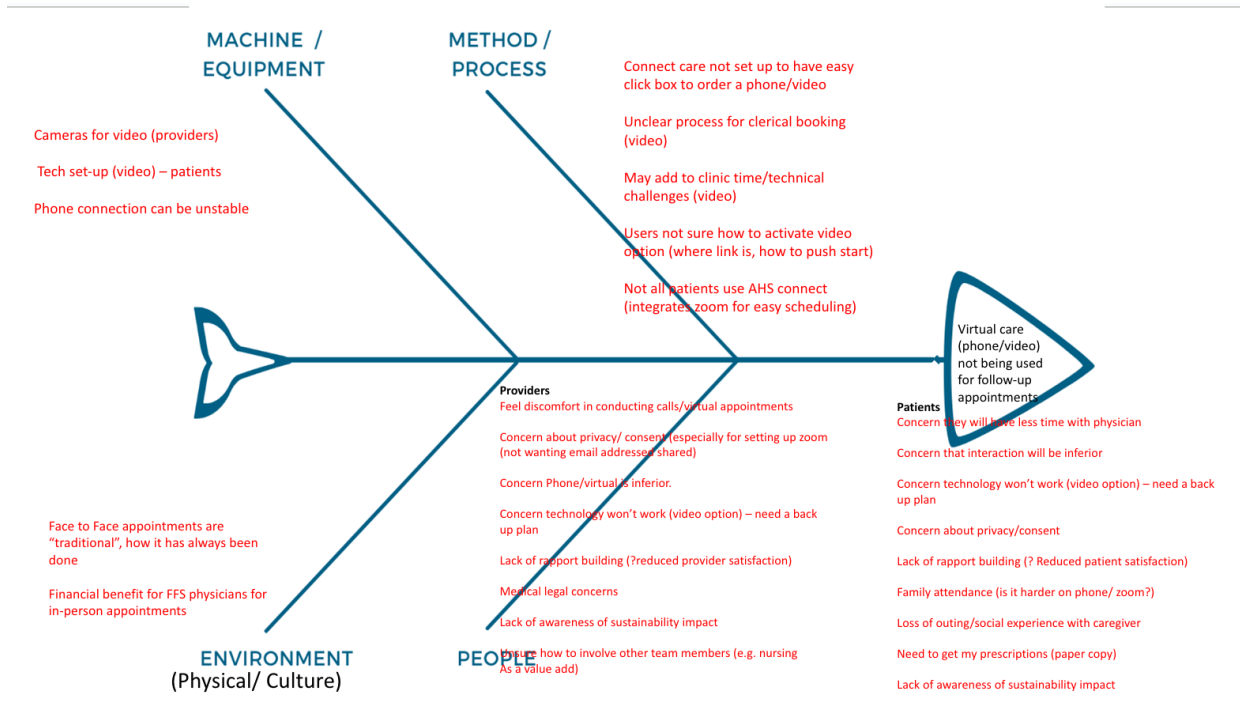 MACHINE /
EQUIPMENT
METHOD /
PROCESS
Cameras for video (providers)
Tech set-up (video) – patients
Phone connection can be unstable
Connect care not set up to have easy
click box to order a phone/video
Unclear process for clerical booking
(video)
May add to clinic time/technical
challenges (video)
Users not sure how to activate video
option (where link is, how to push start)
Not all patients use AHS connect
(integrates zoom for easy scheduling)
Virtual care
(phone/video)
not being used
for follow-up
appointments
Providers
Feel discomfort in conducting calls/virtual appointments
Concern about privacy/ consent (especially for setting up zoom
(not wanting email addressed shared)
Concern Phone/virtual is inferior.
Concern technology won’t work (video option) – need a back
up plan
Lack of rapport building (?reduced provider satisfaction)
Medical legal concerns
Lack of awareness of sustainability impact
Unsure how to involve other team members (e.g. nursing
As a value add)
Patients
Concern they will have less time with physician
Concern that interaction will be inferior
Concern technology won’t work (video option) – need a back
up plan
Concern about privacy/consent
Lack of rapport building (? Reduced patient satisfaction)
Family attendance (is it harder on phone/ zoom?)
Loss of outing/social experience with caregiver
Need to get my prescriptions (paper copy)
Lack of awareness of sustainability impact
Face to Face appointments are
“traditional”, how it has always been
done
Financial benefit for FFS physicians for
in-person appointments
ENVIRONMENT
(Physical/ Culture)
PEOPLE